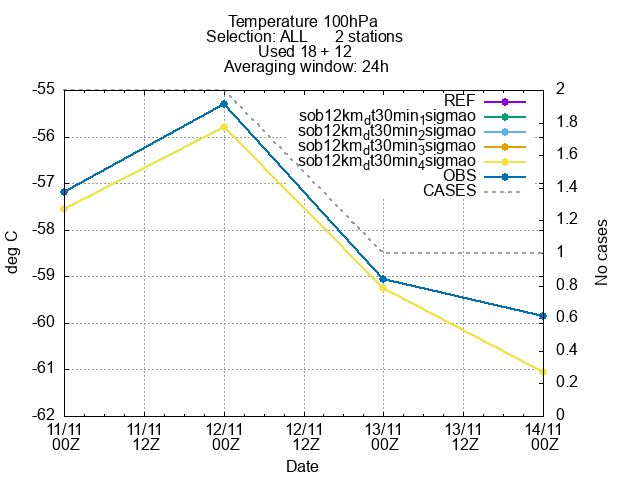 Temperature 100hPa
Selection: ALL 2 stations
Used 18 + 12
Averaging window: 24h
REF
sob12km_dt30min_1sigmao
sob12km_dt30min_2sigmao
sob12km_dt30min_3sigmao
sob12km_dt30min_4sigmao
OBS
CASES
-55
-56
-57
-58
-59
-60
-61
-62
deg C
2
1.8
1.6
1.4
1.2
1
0.8
0.6
0.4
0.2
0
No cases
11/11 11/11 12/11 12/11 13/11 13/11 14/11
00Z 12Z 00Z 12Z 00Z 12Z 00Z
Date